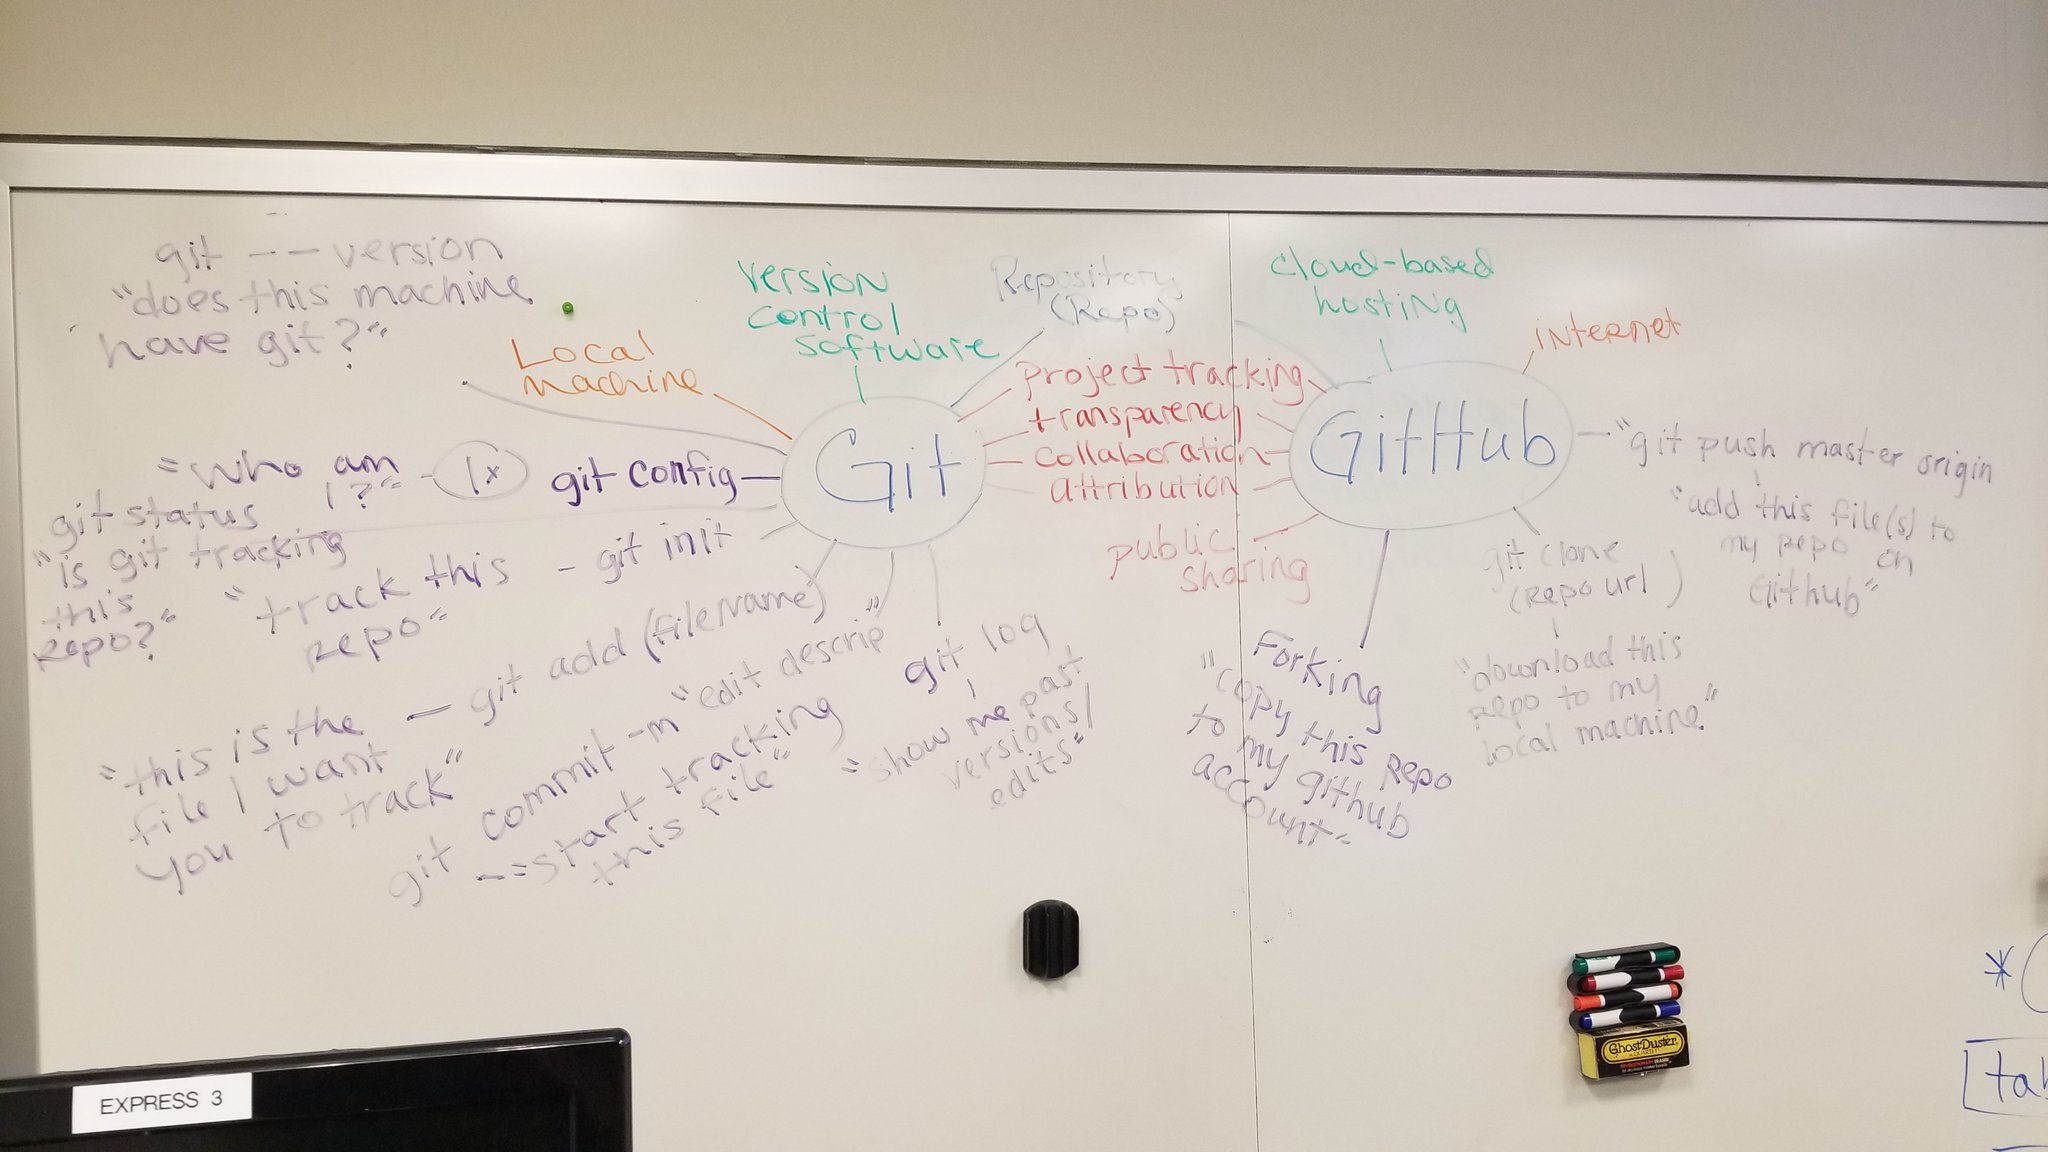 git -- version
"does this machine
have git?"
Local
machine
Version
Control
Software
Repository
(Repo)
cloud-based
hosting
internet
project tracking
transparency
collaboration
attribution
public
sharing
Git
GitHub
"who am
I?"
1x
git config
git status
"is git tracking
this
Repo?"
"track this
repo"
- git init
"this is the
file I want
you to track"
- git add (filename)
git commit -m "edit descrip"
- "start tracking
this file"
git log
"show me past
versions/
edits"
Forking
"copy this repo
to my github
account"
git clone
(repo url)
"download this
repo to my
local machine"
"git push master origin
"add this file(s) to
my repo on
Github"
*
tab
GhostDuster
EXPRESS 3